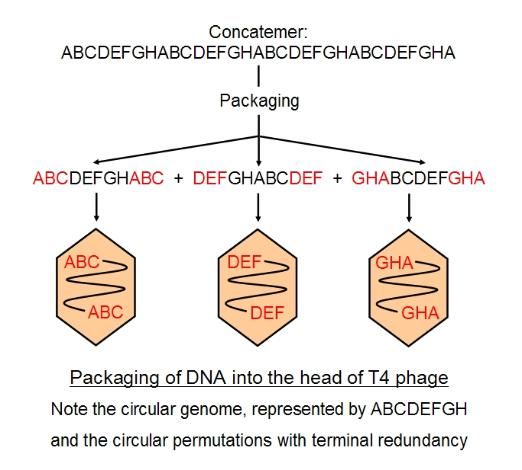 Concatemer:
ABCDEFGHABCDEFGHABCDEFGHABCDEFGHA
Packaging
ABCDEFGHABC + DEFGHABCDEF + GHABCDEFGHA
ABC DEF GHA
ABC DEF GHA
Packaging of DNA into the head of T4 phage
Note the circular genome, represented by ABCDEFGH
and the circular permutations with terminal redundancy